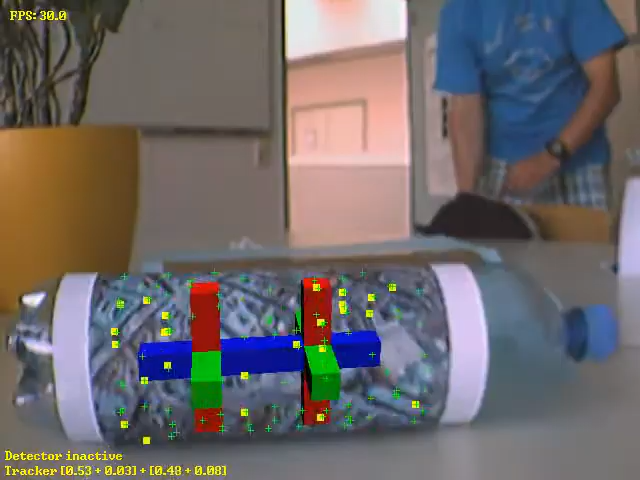 FPS: 30.0
Detector inactive
Tracker [0.53 + 0.03] + [0.48 + 0.08]